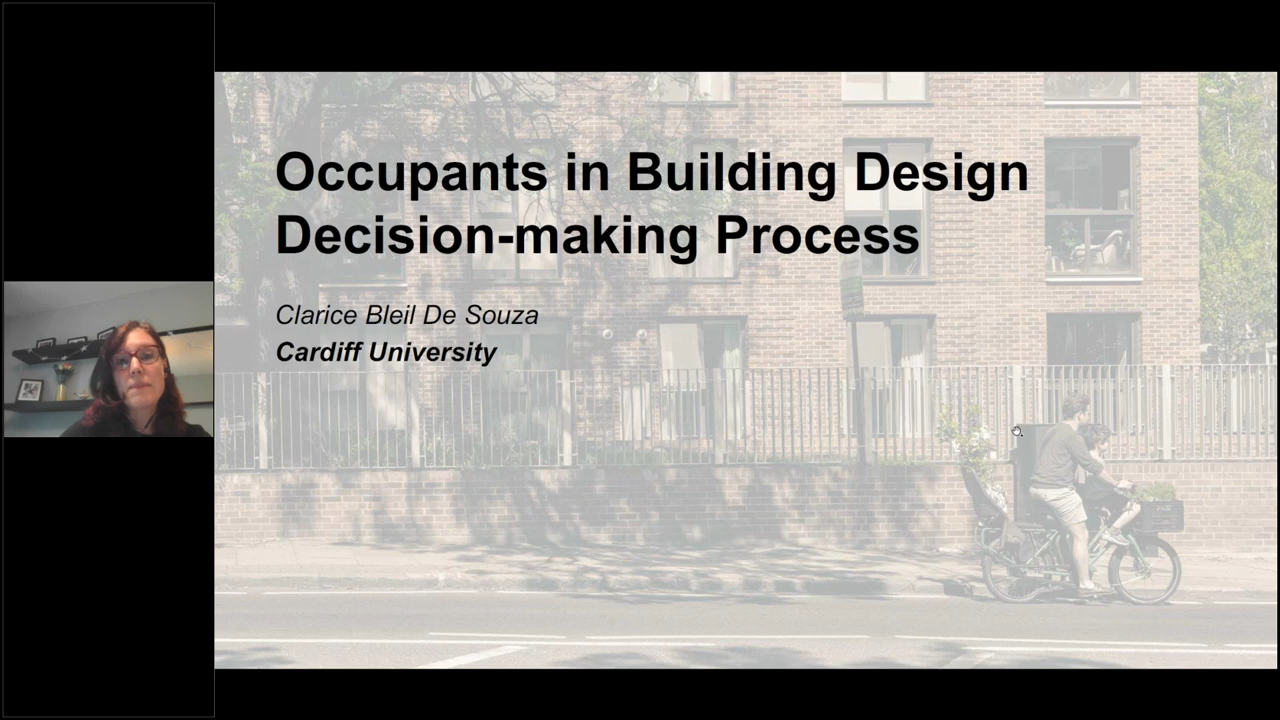 Occupants in Building Design
Decision-making Process
Clarice Bleil De Souza
Cardiff University